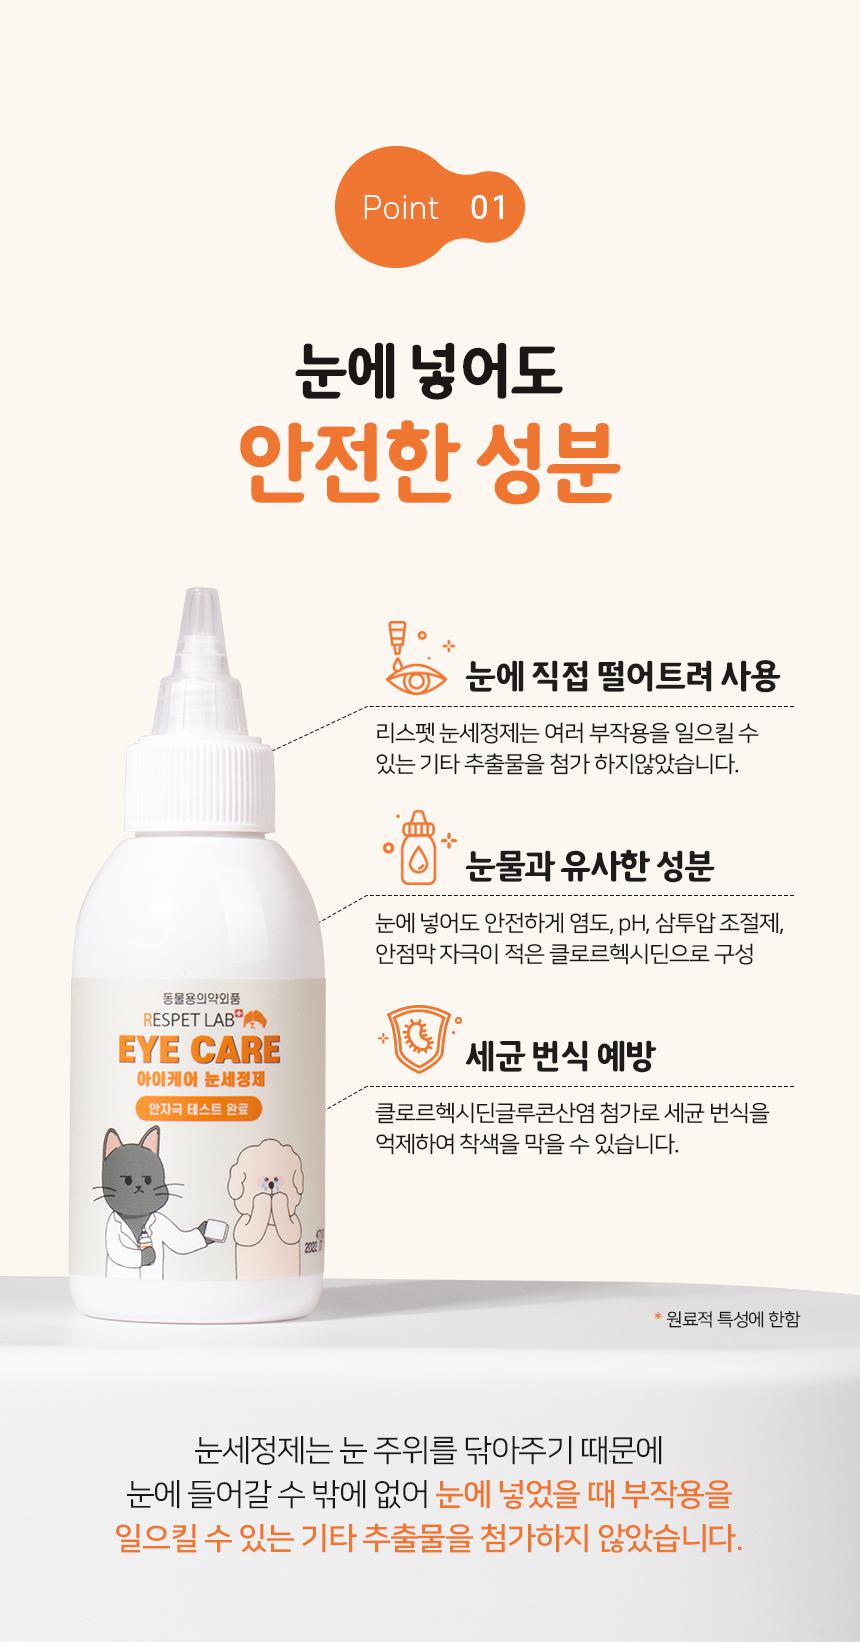 Point 01
눈에 넣어도
안전한 성분
눈에 직접 떨어트려 사용
리스펫 눈세정제는 여러 부작용을 일으킬 수
있는 기타 추출물을 첨가 하지않았습니다.
눈물과 유사한 성분
눈에 넣어도 안전하게 염도, pH, 삼투압 조절제,
안점막 자극이 적은 클로르헥시딘으로 구성
세균 번식 예방
클로르헥시딘글루콘산염 첨가로 세균 번식을
억제하여 착색을 막을 수 있습니다.
동물용의약외품
RESPET LAB
EYE CARE
아이케어 눈세정제
안자극 테스트 완료
2022
* 원료적 특성에 한함
눈세정제는 눈 주위를 닦아주기 때문에
눈에 들어갈 수 밖에 없어 눈에 넣었을 때 부작용을
일으킬 수 있는 기타 추출물을 첨가하지 않았습니다.